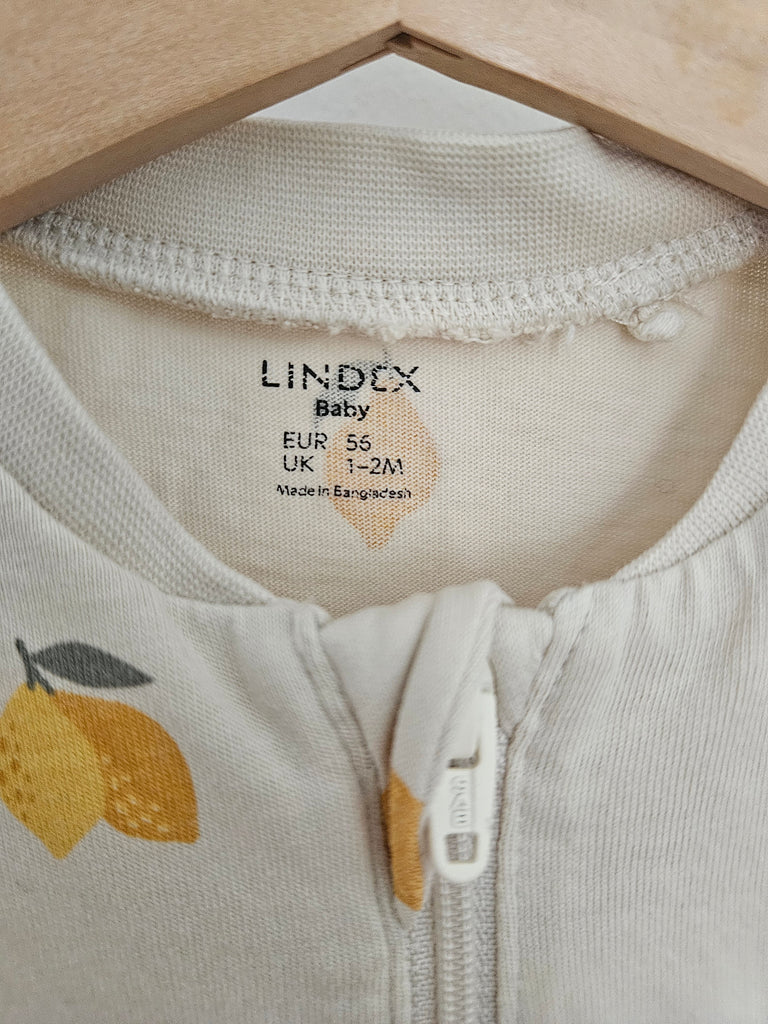 LINDEX
Baby
EUR 56
UK 1-2M
Made in Bangladesh